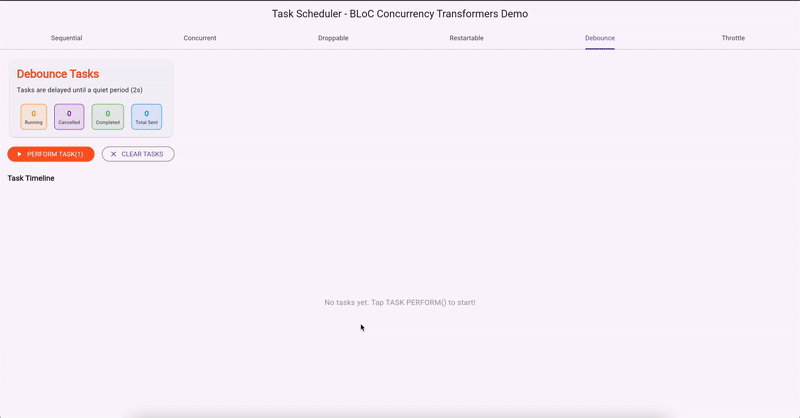 Task Scheduler - BLoC Concurrency Transformers Demo
Sequential
Concurrent
Droppable
Restartable
Debounce
Throttle
Debounce Tasks
Tasks are delayed until a quiet period (2s)
0
Running
0
Cancelled
0
Completed
0
Total Sent
PERFORM TASK(1)
CLEAR TASKS
Task Timeline
No tasks yet. Tap TASK PERFORM() to start!